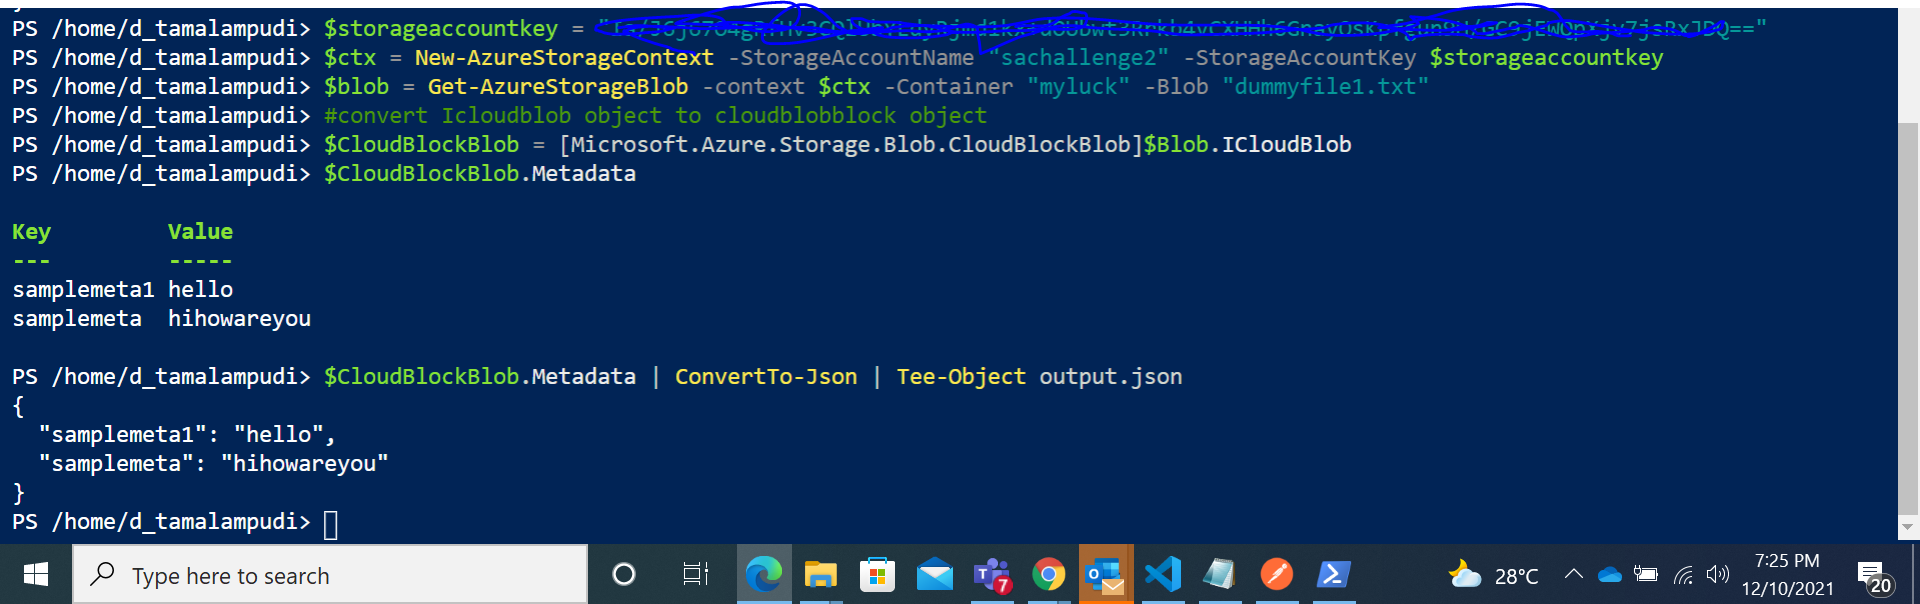 PS /home/d_tamalampudi> $storageaccountkey =
PS /home/d_tamalampudi> $ctx = New-AzureStorageContext -StorageAccountName "sachallenge2" -StorageAccountKey $storageaccountkey
PS /home/d_tamalampudi> $blob = Get-AzureStorageBlob -context $ctx -Container "myluck" -Blob "dummyfile1.txt"
PS /home/d_tamalampudi> #convert Icloudblob object to cloudblobblock object
PS /home/d_tamalampudi> $CloudBlockBlob = [Microsoft.Azure.Storage.Blob.CloudBlockBlob]$Blob.ICloudBlob
PS /home/d_tamalampudi> $CloudBlockBlob.Metadata
Key Value
--- -----
samplemeta1 hello
samplemeta hihowareyou
PS /home/d_tamalampudi> $CloudBlockBlob.Metadata | ConvertTo-Json | Tee-Object output.json
{
"samplemeta1": "hello",
"samplemeta": "hihowareyou"
}
PS /home/d_tamalampudi>
Type here to search
7
28°C
7:25 PM
12/10/2021
20